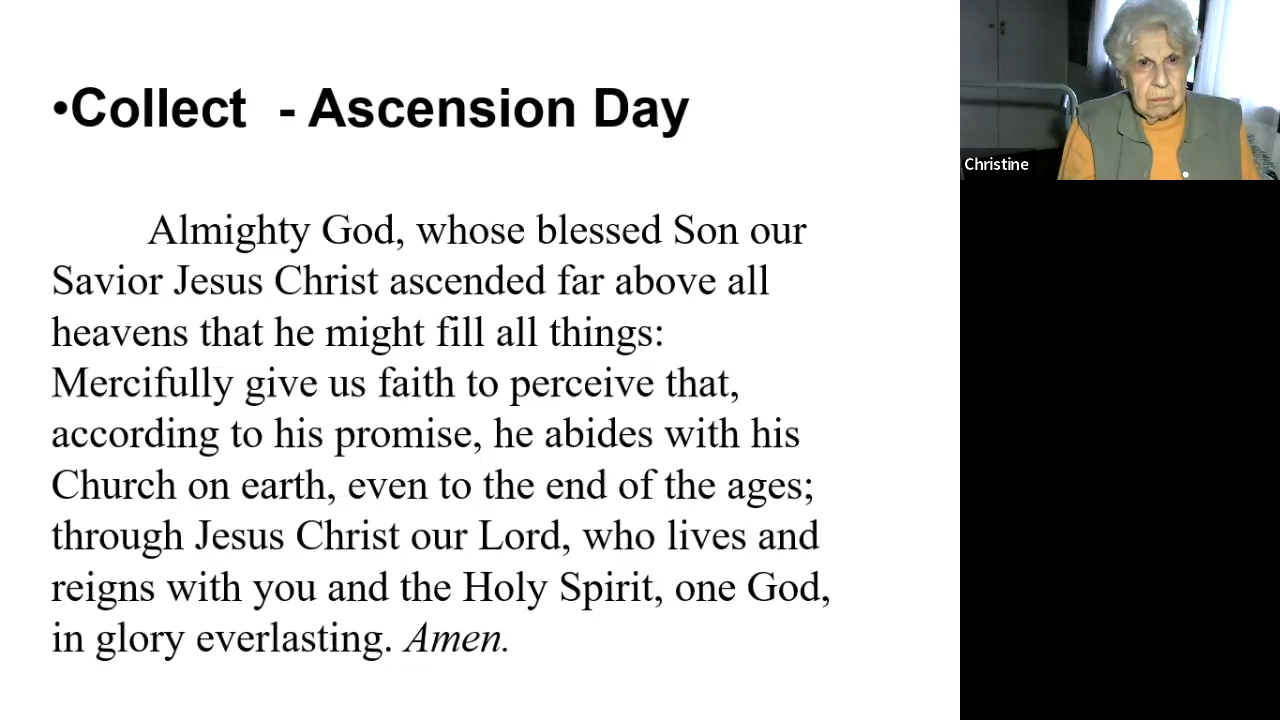 •Collect - Ascension Day
Almighty God, whose blessed Son our
Savior Jesus Christ ascended far above all
heavens that he might fill all things:
Mercifully give us faith to perceive that,
according to his promise, he abides with his
Church on earth, even to the end of the ages;
through Jesus Christ our Lord, who lives and
reigns with you and the Holy Spirit, one God,
in glory everlasting. Amen.
Christine